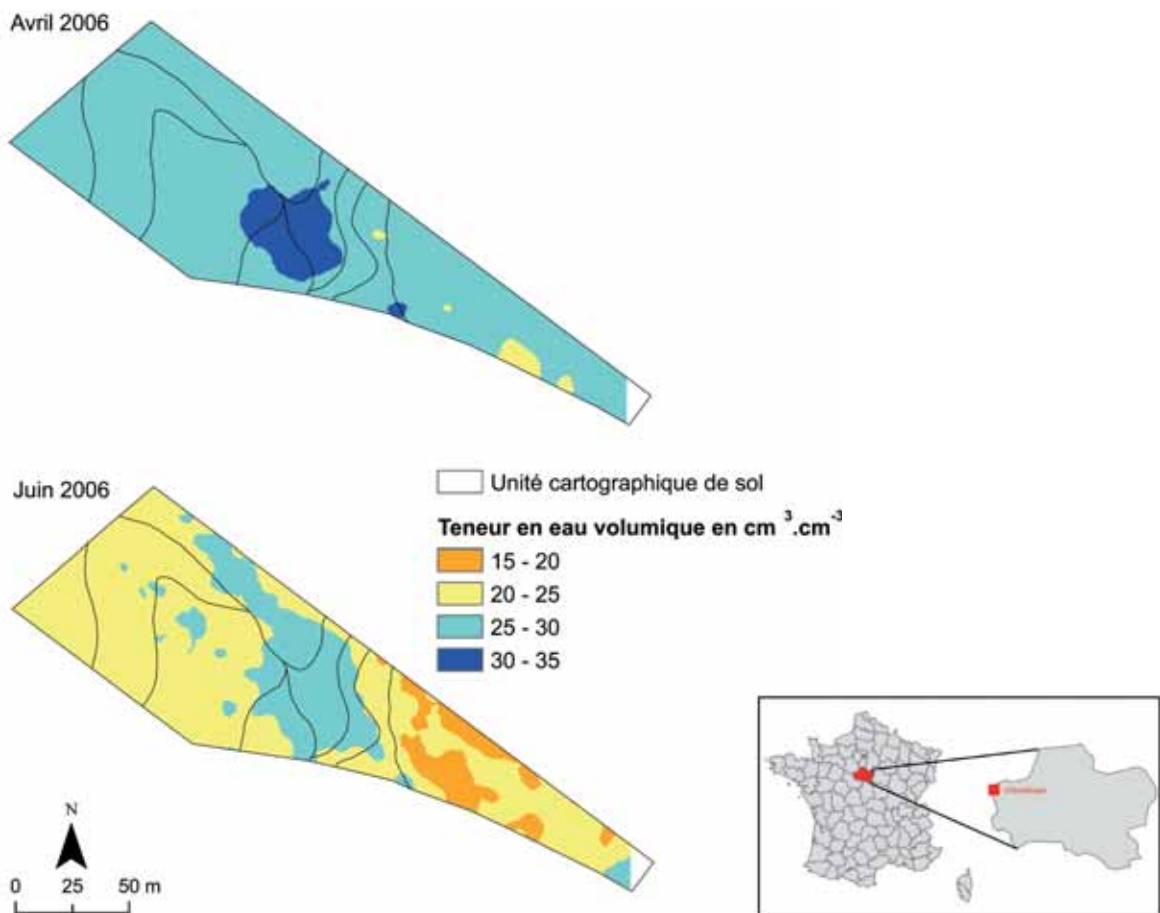 Avril 2006
Juin 2006
Unité cartographique de sol
Teneur en eau volumique en cm ³.cm⁻³
15 - 20
20 - 25
25 - 30
30 - 35
N
0 25 50 m